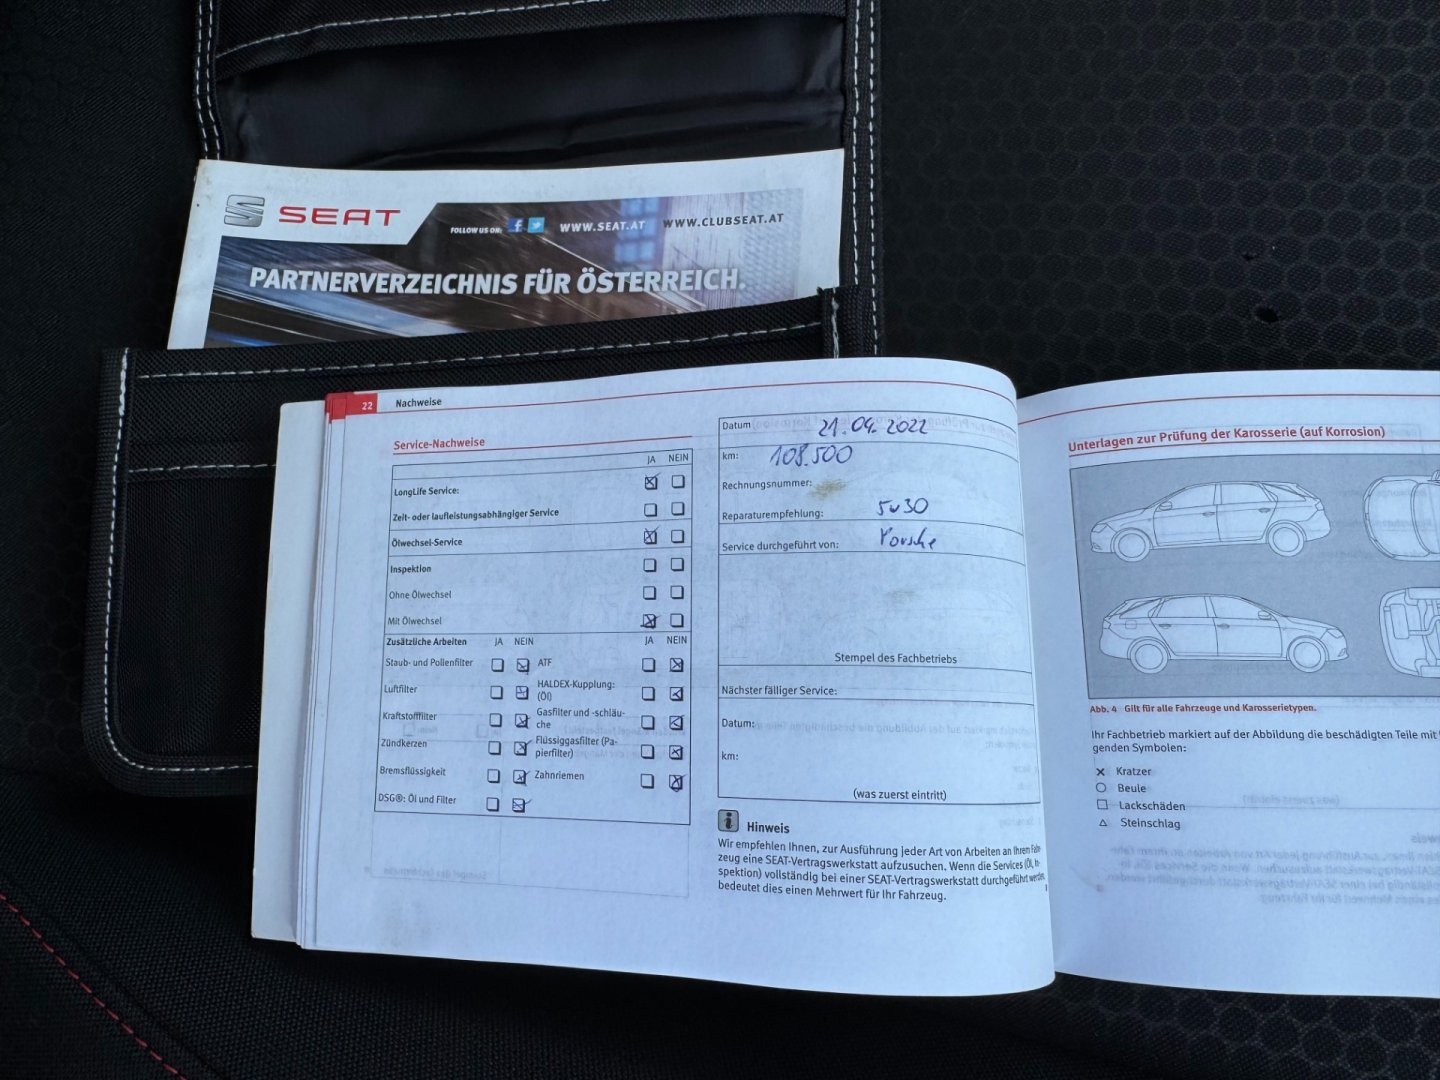 SEAT
FOLLOW US ON: WWW.SEAT.AT WWW.CLUBSEAT.AT
PARTNERVERZEICHNIS FÜR ÖSTERREICH.
22 Nachweise
Service-Nachweise
JA NEIN
LongLife Service:
Zeit- oder laufleistungsabhängiger Service
Ölwechsel-Service
Inspektion
Ohne Ölwechsel
Mit Ölwechsel
Zusätzliche Arbeiten JA NEIN JA NEIN
Staub- und Pollenfilter ATF
Luftfilter HALDEX-Kupplung:
(Öl)
Kraftstofffilter Gasfilter und -schläu-
che
Zündkerzen Flüssiggasfilter (Pa-
pierfilter)
Bremsflüssigkeit Zahnriemen
DSG®: Öl und Filter
Datum 21.04.2022
km: 108.500
Rechnungsnummer:
Reparaturempfehlung: 5w30
Service durchgeführt von: Porsche
Stempel des Fachbetriebs
Nächster fälliger Service:
Datum:
km:
(was zuerst eintritt)
i Hinweis
Wir empfehlen Ihnen, zur Ausführung jeder Art von Arbeiten an Ihrem Fahr-
zeug eine SEAT-Vertragswerkstatt aufzusuchen. Wenn die Services (Öl, In-
spektion) vollständig bei einer SEAT-Vertragswerkstatt durchgeführt werden,
bedeutet dies einen Mehrwert für Ihr Fahrzeug.
Unterlagen zur Prüfung der Karosserie (auf Korrosion)
Abb. 4 Gilt für alle Fahrzeuge und Karosserietypen.
Ihr Fachbetrieb markiert auf der Abbildung die beschädigten Teile mit
genden Symbolen:
Kratzer
Beule
Lackschäden
Steinschlag